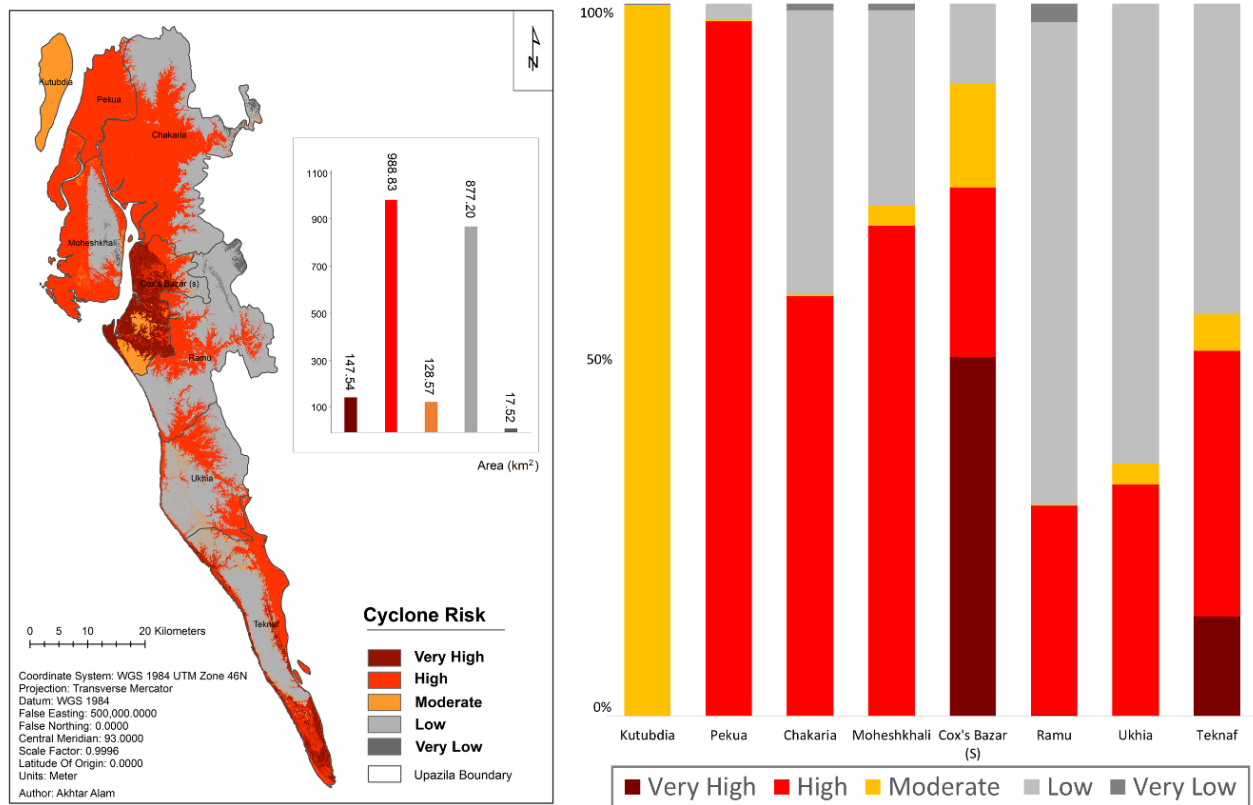 N
Kutubdia
Pekua
Chakaria
Moheshkhali
Cox's Bazar (s)
Ramu
Ukhia
Teknaf
1100
900
700
500
300
100
147.54
988.83
128.57
877.20
17.52
Area (km²)
0 5 10 20 Kilometers
Coordinate System: WGS 1984 UTM Zone 46N
Projection: Transverse Mercator
Datum: WGS 1984
False Easting: 500,000.0000
False Northing: 0.0000
Central Meridian: 93.0000
Scale Factor: 0.9996
Latitude Of Origin: 0.0000
Units: Meter
Author: Akhtar Alam
Cyclone Risk
Very High
High
Moderate
Low
Very Low
Upazila Boundary
100%
50%
0%
Kutubdia Pekua Chakaria Moheshkhali Cox's Bazar Ramu Ukhia Teknaf
(S)
Very High High Moderate Low Very Low